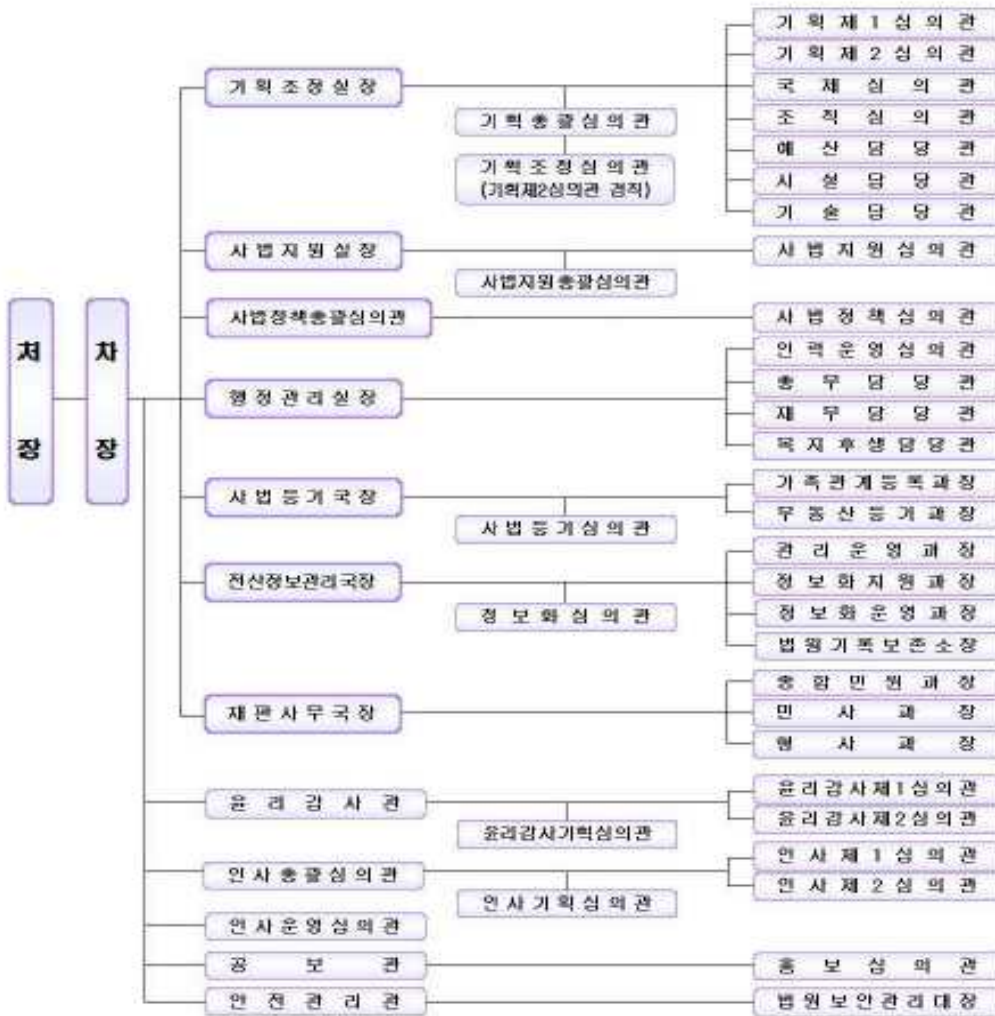 처장
차장
기획조정실장
기획총괄심의관
기획조정심의관
(기획제2심의관 겸직)
기획제1심의관
기획제2심의관
국제심의관
조직심의관
예산담당관
시설담당관
기술담당관
사법지원실장
사법지원총괄심의관
사법지원심의관
사법정책총괄심의관
사법정책심의관
행정관리실장
인력운영심의관
총무담당관
재무담당관
복지후생담당관
사법등기국장
사법등기심의관
가족관계등록과장
부동산등기과장
전산정보관리국장
정보화심의관
관리운영과장
정보화지원과장
정보화운영과장
법원기록보존소장
재판사무국장
종합민원과장
민사과장
형사과장
윤리감사관
윤리감사기획심의관
윤리감사제1심의관
윤리감사제2심의관
인사총괄심의관
인사기획심의관
인사제1심의관
인사제2심의관
인사운영심의관
공보관
홍보심의관
안전관리관
법원보안관리대장